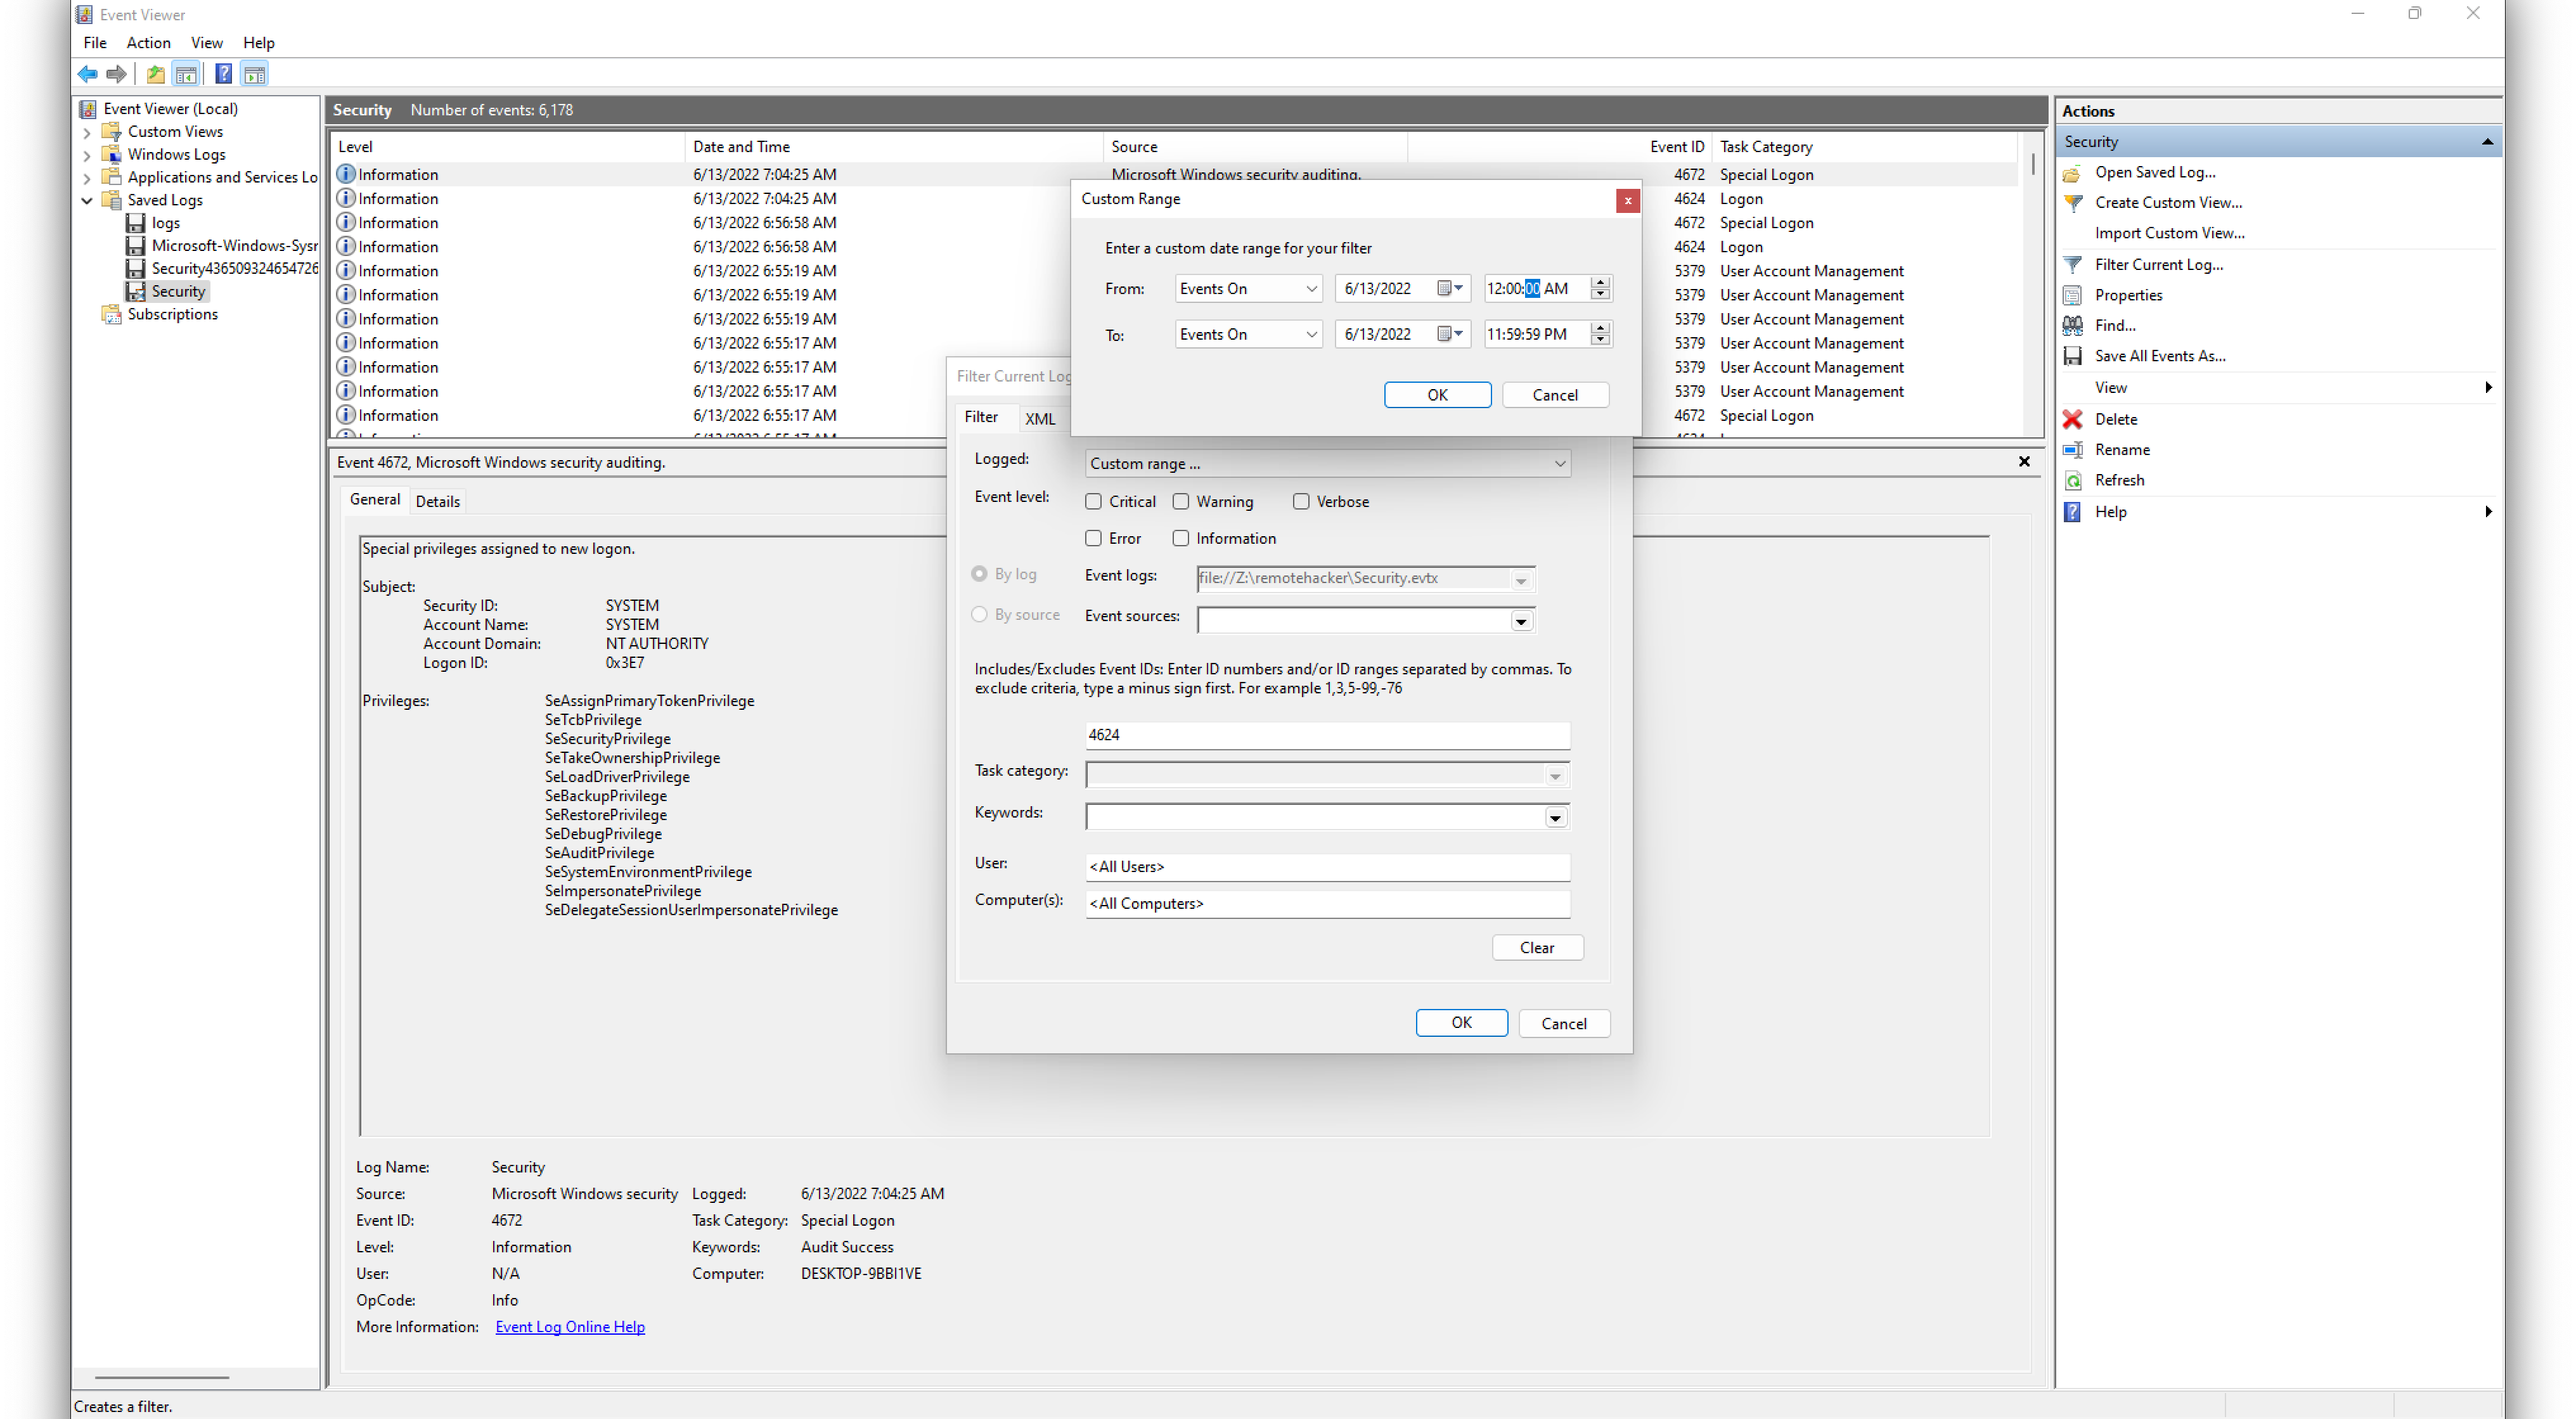 Event Viewer
File Action View Help
Event Viewer (Local)
Custom Views
Windows Logs
Applications and Services Lo
Saved Logs
logs
Microsoft-Windows-Sysr
Security436509324654726
Security
Subscriptions
Security Number of events: 6,178
Level Date and Time Source Event ID Task Category
Information 6/13/2022 7:04:25 AM Microsoft Windows security auditing. 4672 Special Logon
Information 6/13/2022 7:04:25 AM 4624 Logon
Information 6/13/2022 6:56:58 AM 4672 Special Logon
Information 6/13/2022 6:56:58 AM 4624 Logon
Information 6/13/2022 6:55:19 AM 5379 User Account Management
Information 6/13/2022 6:55:19 AM 5379 User Account Management
Information 6/13/2022 6:55:19 AM 5379 User Account Management
Information 6/13/2022 6:55:17 AM 5379 User Account Management
Information 6/13/2022 6:55:17 AM 5379 User Account Management
Information 6/13/2022 6:55:17 AM 5379 User Account Management
Information 6/13/2022 6:55:17 AM 4672 Special Logon
Event 4672, Microsoft Windows security auditing.
General Details
Special privileges assigned to new logon.
Subject:
Security ID: SYSTEM
Account Name: SYSTEM
Account Domain: NT AUTHORITY
Logon ID: 0x3E7
Privileges: SeAssignPrimaryTokenPrivilege
SeTcbPrivilege
SeSecurityPrivilege
SeTakeOwnershipPrivilege
SeLoadDriverPrivilege
SeBackupPrivilege
SeRestorePrivilege
SeDebugPrivilege
SeAuditPrivilege
SeSystemEnvironmentPrivilege
SeImpersonatePrivilege
SeDelegateSessionUserImpersonatePrivilege
Log Name: Security
Source: Microsoft Windows security Logged: 6/13/2022 7:04:25 AM
Event ID: 4672 Task Category: Special Logon
Level: Information Keywords: Audit Success
User: N/A Computer: DESKTOP-9BBI1VE
OpCode: Info
More Information: Event Log Online Help
Custom Range
x
Enter a custom date range for your filter
From: Events On 6/13/2022 12:00:00 AM
To: Events On 6/13/2022 11:59:59 PM
OK Cancel
Filter Current Log
Filter XML
Logged: Custom range ...
Event level: Critical Warning Verbose
Error Information
By log Event logs: file://Z:\remotehacker\Security.evtx
By source Event sources:
Includes/Excludes Event IDs: Enter ID numbers and/or ID ranges separated by commas. To
exclude criteria, type a minus sign first. For example 1,3,5-99,-76
4624
Task category:
Keywords:
User: <All Users>
Computer(s): <All Computers>
Clear
OK Cancel
Actions
Security
Open Saved Log...
Create Custom View...
Import Custom View...
Filter Current Log...
Properties
Find...
Save All Events As...
View
Delete
Rename
Refresh
Help
Creates a filter.